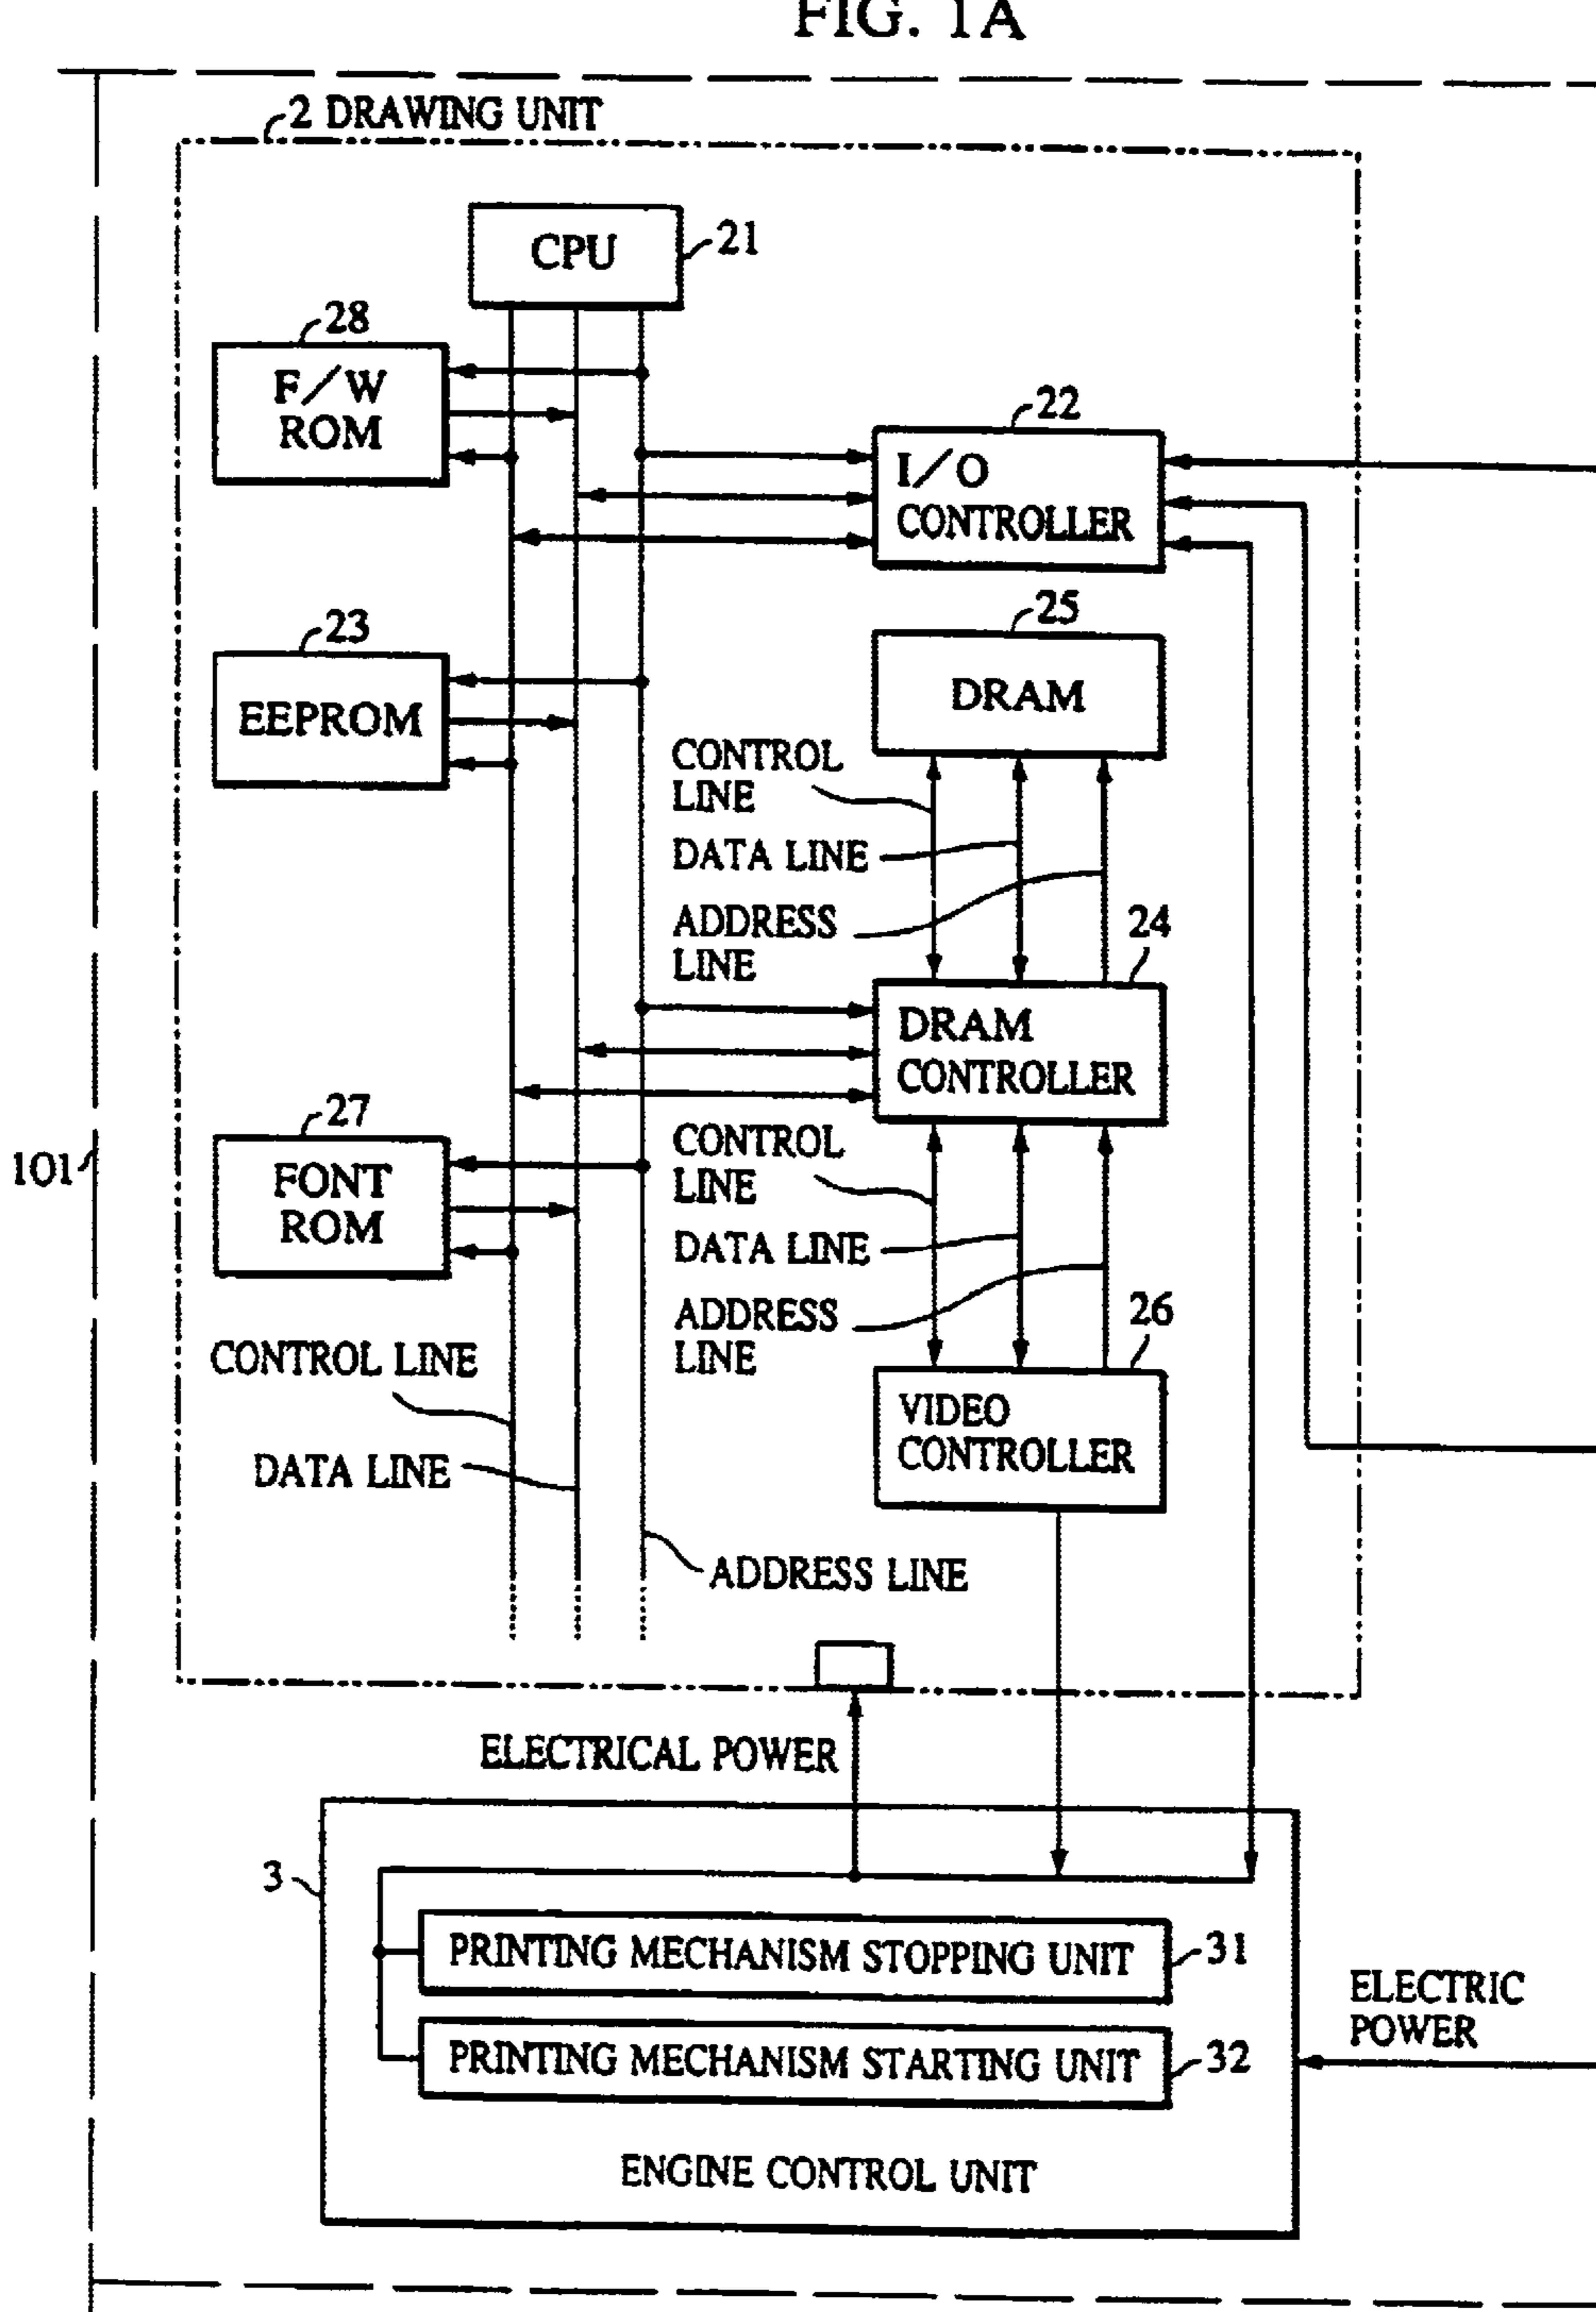 FIG. 1A
2 DRAWING UNIT
CPU
21
28
F/W
ROM
22
I/O
CONTROLLER
23
EEPROM
25
DRAM
CONTROL
LINE
DATA LINE
ADDRESS
LINE
24
DRAM
CONTROLLER
27
FONT
ROM
101
CONTROL
LINE
DATA LINE
ADDRESS
LINE
26
VIDEO
CONTROLLER
CONTROL LINE
DATA LINE
ADDRESS LINE
ELECTRICAL POWER
3
PRINTING MECHANISM STOPPING UNIT
31
PRINTING MECHANISM STARTING UNIT
32
ENGINE CONTROL UNIT
ELECTRIC
POWER